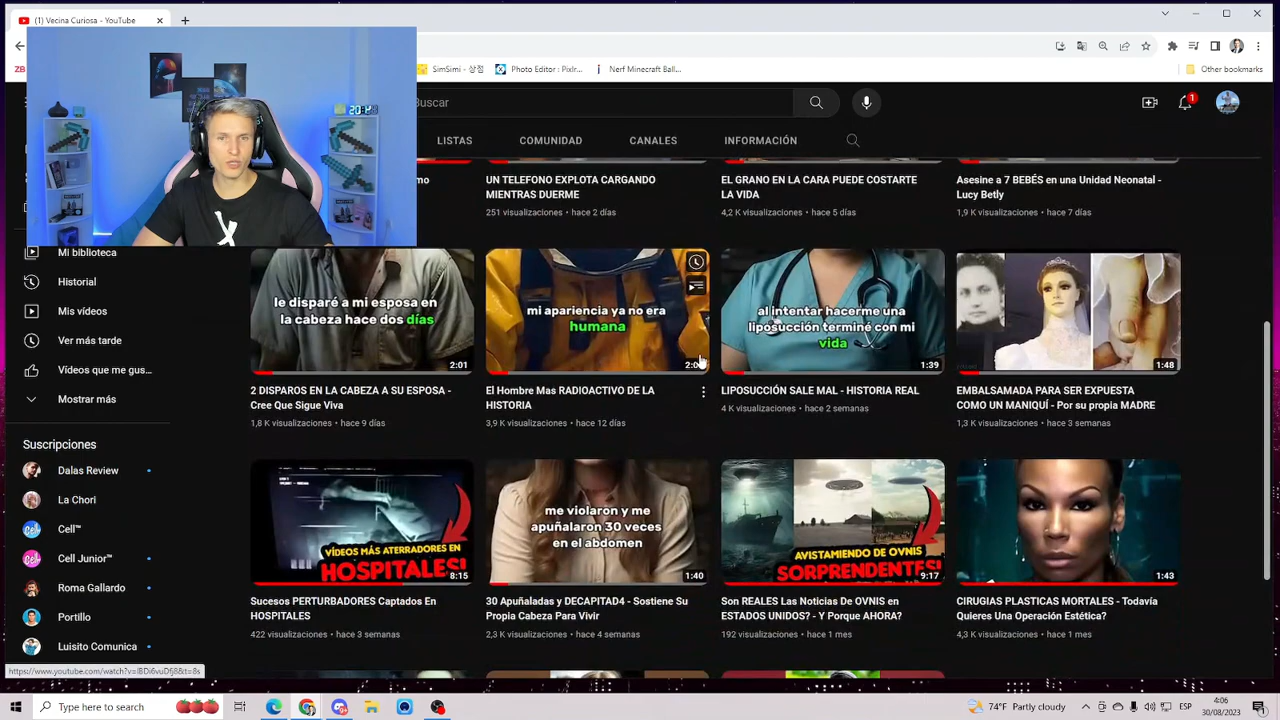 (1) Vecina Curiosa - YouTube
ZB
SimSimi - 상점
Photo Editor : Pixlr...
Nerf Minecraft Ball...
Other bookmarks
Buscar
1
LISTAS
COMUNIDAD
CANALES
INFORMACIÓN
UN TELEFONO EXPLOTA CARGANDO
MIENTRAS DUERME
251 visualizaciones • hace 2 días
EL GRANO EN LA CARA PUEDE COSTARTE
LA VIDA
4,2 K visualizaciones • hace 5 días
Asesine a 7 BEBÉS en una Unidad Neonatal -
Lucy Betly
1,9 K visualizaciones • hace 7 días
Mi biblioteca
Historial
Mis vídeos
Ver más tarde
Vídeos que me gus...
Mostrar más
Suscripciones
Dalas Review
La Chori
Cell™
Cell Junior™
Roma Gallardo
Portillo
Luisito Comunica
le disparé a mi esposa en
la cabeza hace dos días
2:01
2 DISPAROS EN LA CABEZA A SU ESPOSA -
Cree Que Sigue Viva
1,8 K visualizaciones • hace 9 días
mi apariencia ya no era
humana
El Hombre Mas RADIOACTIVO DE LA
HISTORIA
3,9 K visualizaciones • hace 12 días
al intentar hacerme una
liposucción terminé con mi
vida
1:39
LIPOSUCCIÓN SALE MAL - HISTORIA REAL
4 K visualizaciones • hace 2 semanas
1:48
EMBALSAMADA PARA SER EXPUESTA
COMO UN MANIQUÍ - Por su propia MADRE
1,3 K visualizaciones • hace 3 semanas
VÍDEOS MÁS ATERRADORES EN
HOSPITALES!
8:15
Sucesos PERTURBADORES Captados En
HOSPITALES
422 visualizaciones • hace 3 semanas
me violaron y me
apuñalaron 30 veces
en el abdomen
1:40
30 Apuñaladas y DECAPITAD4 - Sostiene Su
Propia Cabeza Para Vivir
2,3 K visualizaciones • hace 4 semanas
AVISTAMIENTO DE OVNIS
SORPRENDENTES!
9:17
Son REALES Las Noticias De OVNIS en
ESTADOS UNIDOS? - Y Porque AHORA?
192 visualizaciones • hace 1 mes
1:43
CIRUGIAS PLASTICAS MORTALES - Todavía
Quieres Una Operación Estética?
4,3 K visualizaciones • hace 1 mes
Type here to search
74°F Partly cloudy
ESP
4:06
30/08/2023